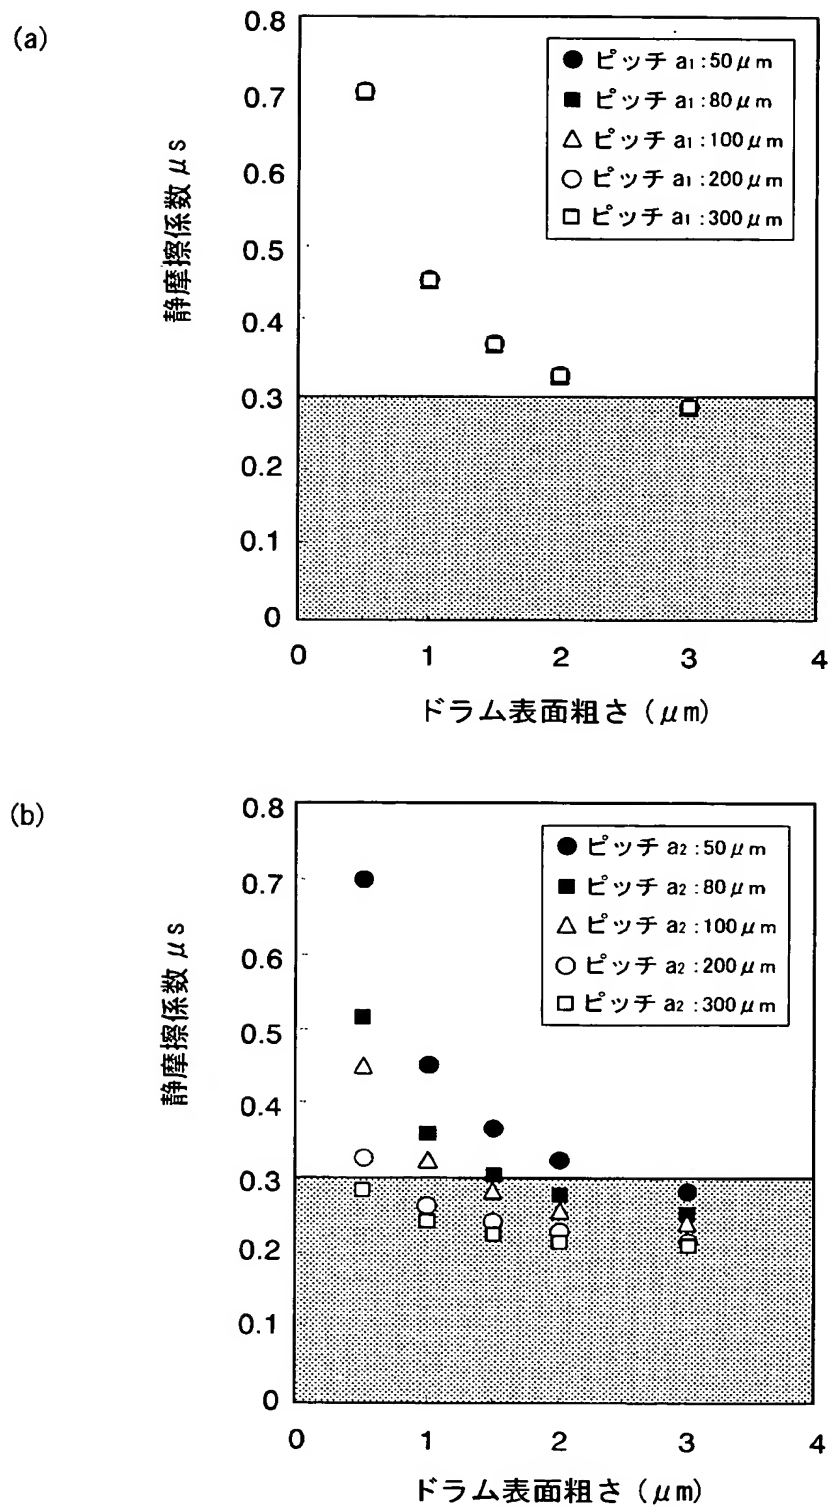 (a)
0.8
0.7
0.6
0.5
0.4
0.3
0.2
0.1
0
静摩擦係数 μs
● ピッチ a1 : 50 μm
■ ピッチ a1 : 80 μm
△ ピッチ a1 : 100 μm
○ ピッチ a1 : 200 μm
□ ピッチ a1 : 300 μm
0 1 2 3 4
ドラム表面粗さ (μm)
(b)
0.8
0.7
0.6
0.5
0.4
0.3
0.2
0.1
0
静摩擦係数 μs
● ピッチ a2 : 50 μm
■ ピッチ a2 : 80 μm
△ ピッチ a2 : 100 μm
○ ピッチ a2 : 200 μm
□ ピッチ a2 : 300 μm
0 1 2 3 4
ドラム表面粗さ (μm)